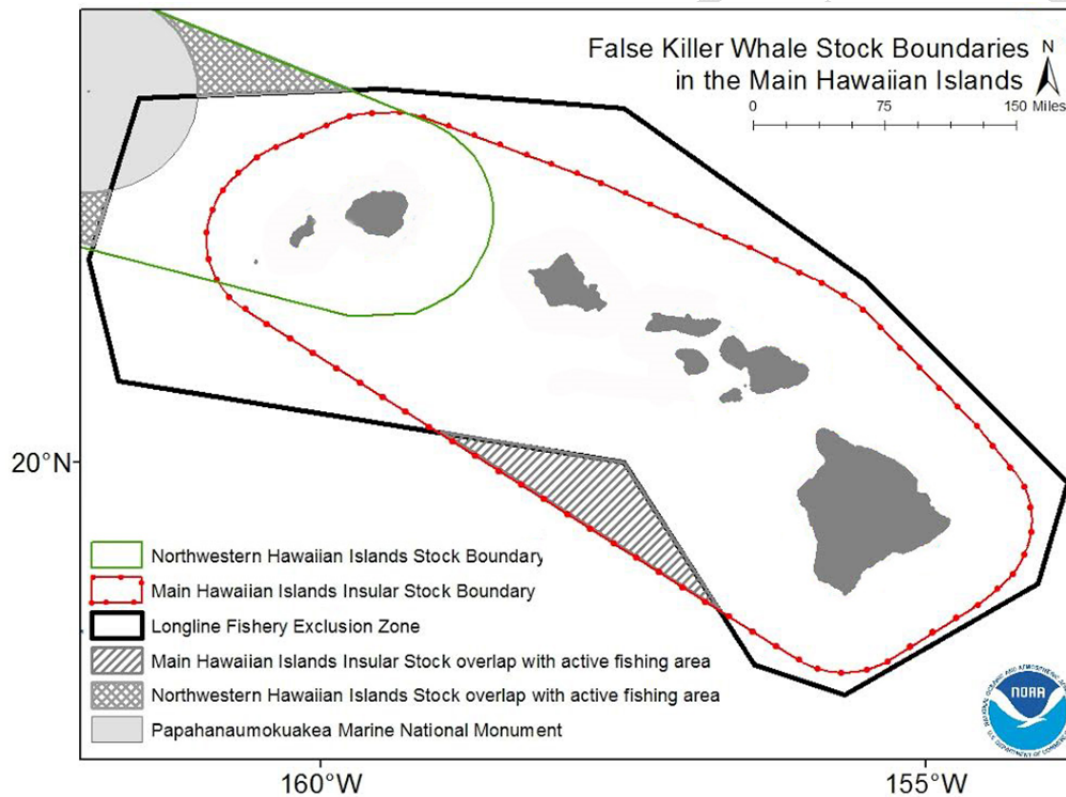 False Killer Whale Stock Boundaries
in the Main Hawaiian Islands
N
0 75 150 Miles
20°N
Northwestern Hawaiian Islands Stock Boundary
Main Hawaiian Islands Insular Stock Boundary
Longline Fishery Exclusion Zone
Main Hawaiian Islands Insular Stock overlap with active fishing area
Northwestern Hawaiian Islands Stock overlap with active fishing area
Papahanaumokuakea Marine National Monument
NOAA
160°W
155°W